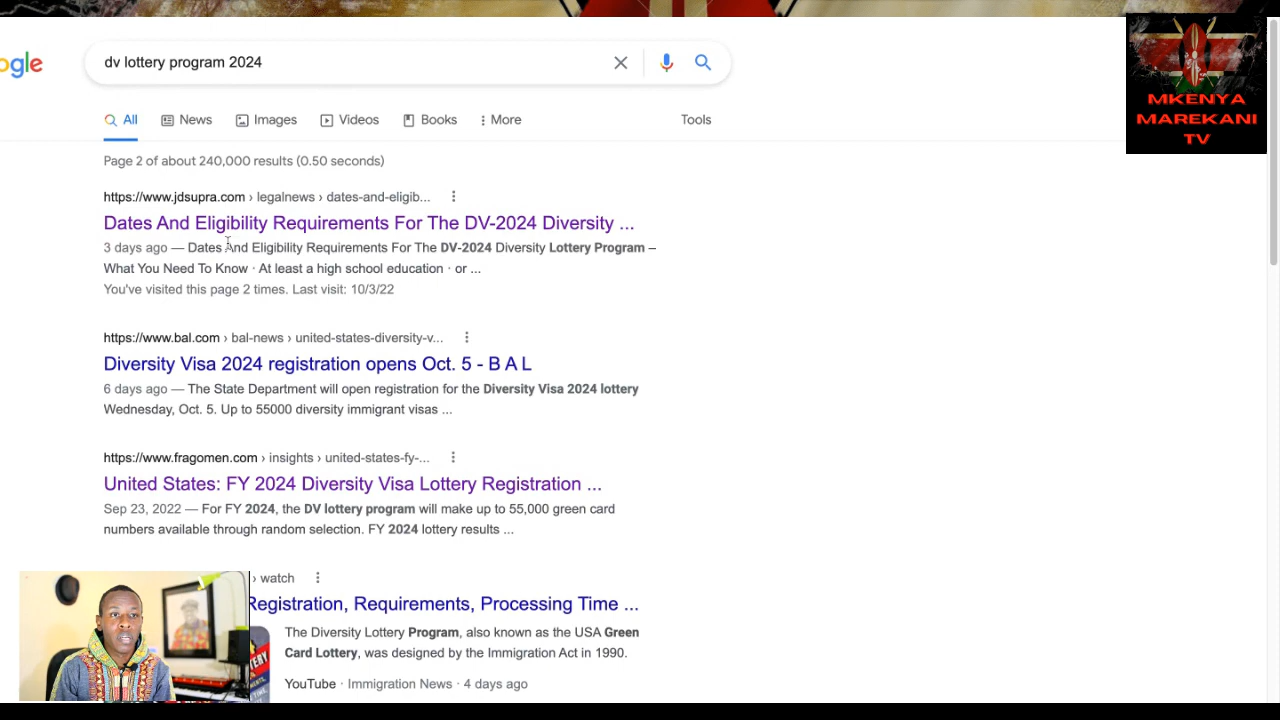 ogle
dv lottery program 2024
All
News
Images
Videos
Books
More
Tools
MKENYA
MAREKANI
TV
Page 2 of about 240,000 results (0.50 seconds)
https://www.jdsupra.com › legalnews › dates-and-eligib...
Dates And Eligibility Requirements For The DV-2024 Diversity ...
3 days ago — Dates And Eligibility Requirements For The DV-2024 Diversity Lottery Program –
What You Need To Know · At least a high school education · or ...
You've visited this page 2 times. Last visit: 10/3/22
https://www.bal.com › bal-news › united-states-diversity-v...
Diversity Visa 2024 registration opens Oct. 5 - B A L
6 days ago — The State Department will open registration for the Diversity Visa 2024 lottery
Wednesday, Oct. 5. Up to 55000 diversity immigrant visas ...
https://www.fragomen.com › insights › united-states-fy-...
United States: FY 2024 Diversity Visa Lottery Registration ...
Sep 23, 2022 — For FY 2024, the DV lottery program will make up to 55,000 green card
numbers available through random selection. FY 2024 lottery results ...
› watch
Registration, Requirements, Processing Time ...
The Diversity Lottery Program, also known as the USA Green
Card Lottery, was designed by the Immigration Act in 1990.
YouTube · Immigration News · 4 days ago